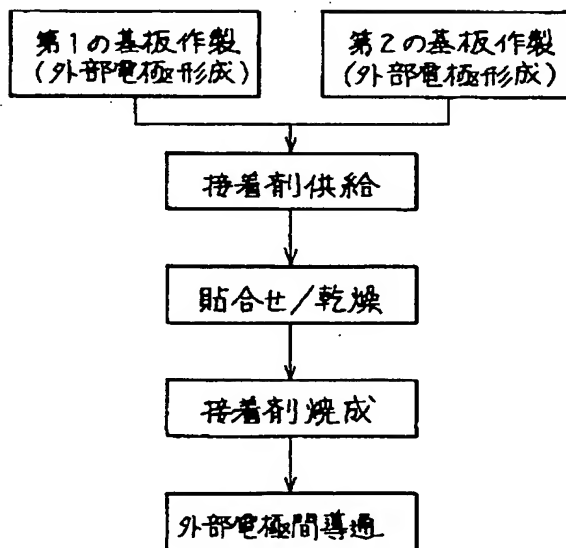 第1の基板作製
(外部電極形成)
第2の基板作製
(外部電極形成)
接着剤供給
貼合せ/乾燥
接着剤焼成
外部電極間導通